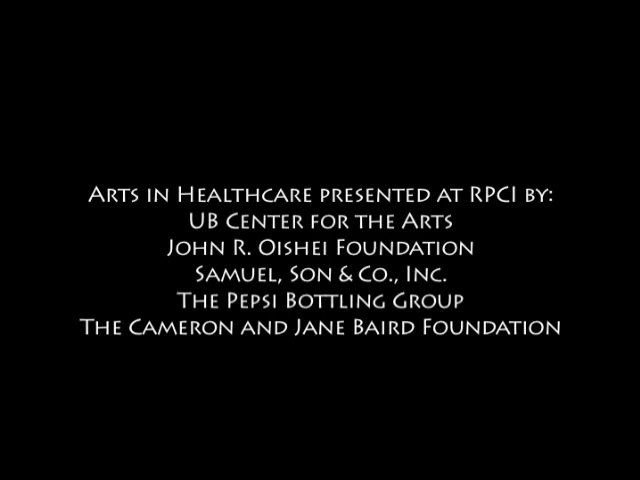 Arts in Healthcare presented at RPCI by:
UB Center for the Arts
John R. Oishei Foundation
Samuel, Son & Co., Inc.
The Pepsi Bottling Group
The Cameron and Jane Baird Foundation